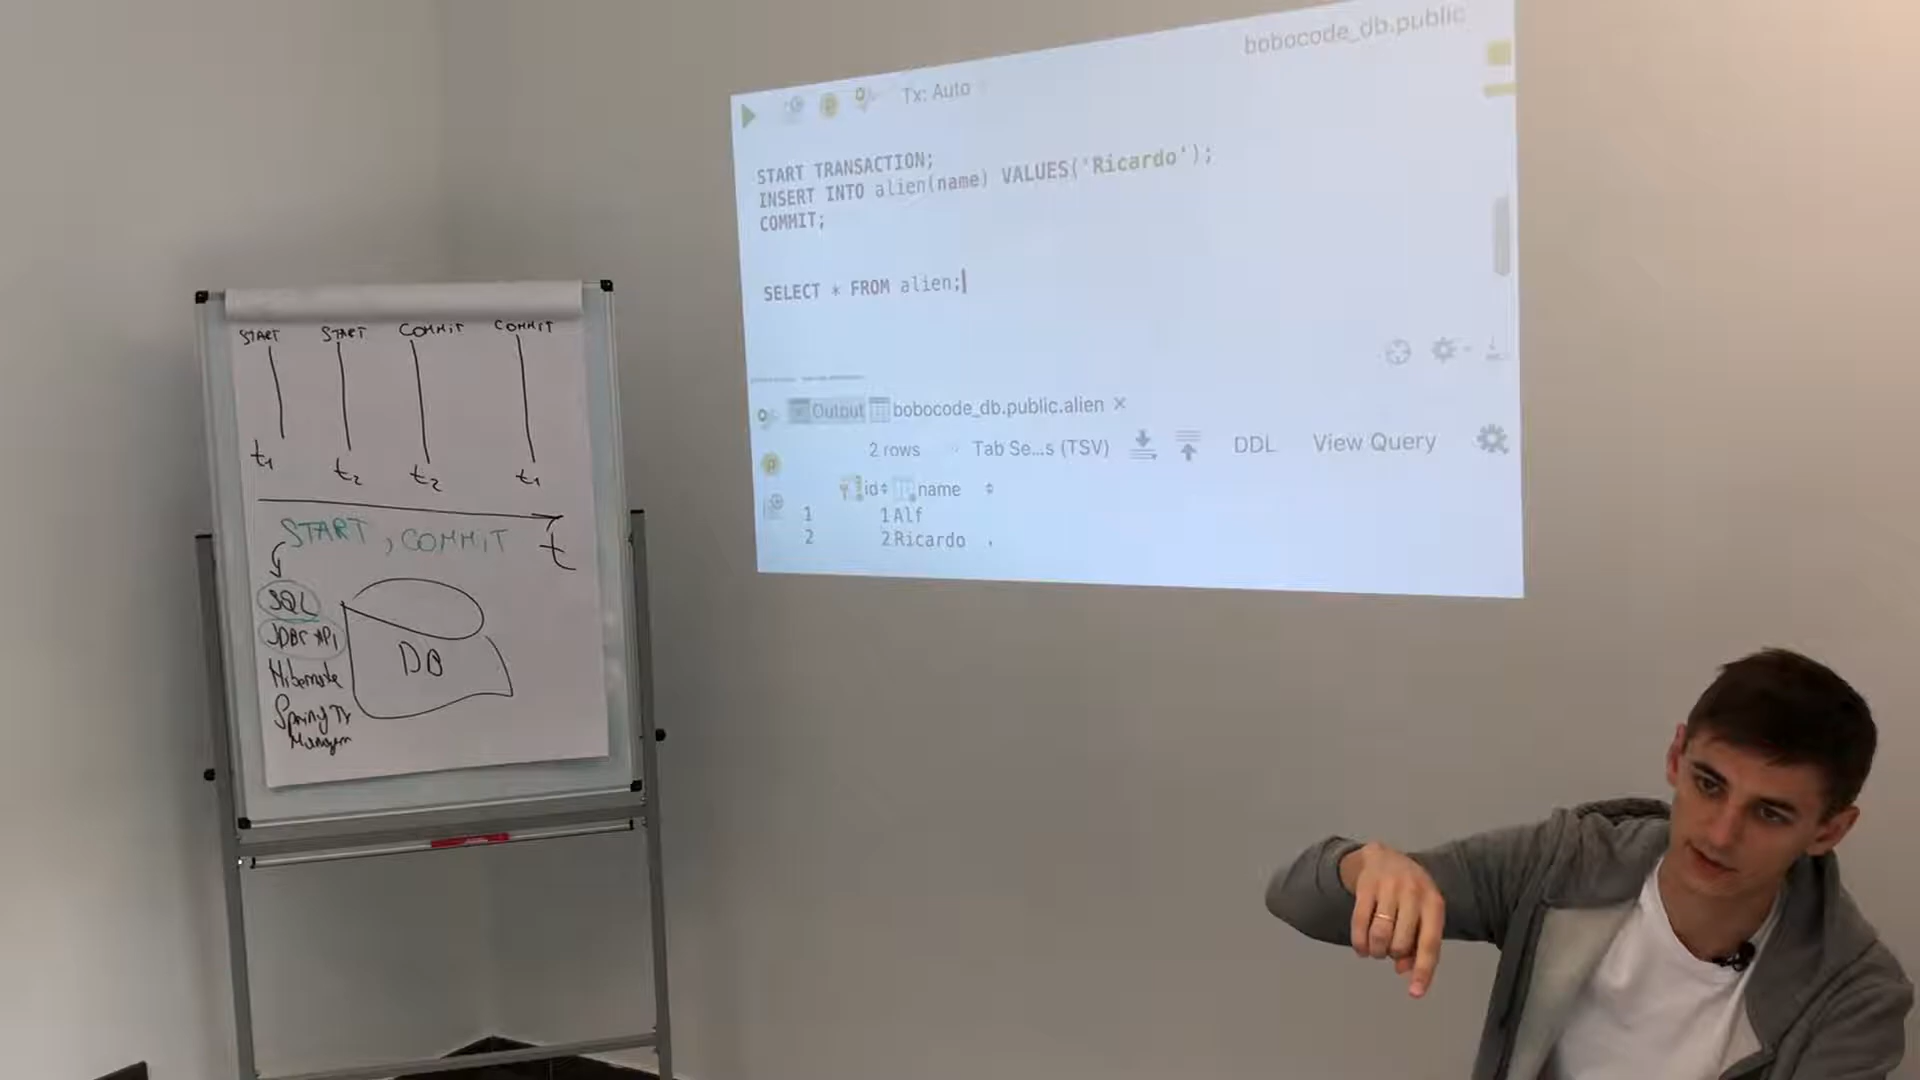 START START COMMIT COMMIT
t1 t2 t2 t1
START, COMMIT t
SQL
JDBC API
Hibernate
Spring Tx
DB
bobocode_db.public
Tx: Auto
START TRANSACTION;
INSERT INTO alien(name) VALUES('Ricardo');
COMMIT;
SELECT * FROM alien;
Output bobocode_db.public.alien ×
2 rows Tab Se...s (TSV) DDL View Query
id name
1 1 Alf
2 2 Ricardo